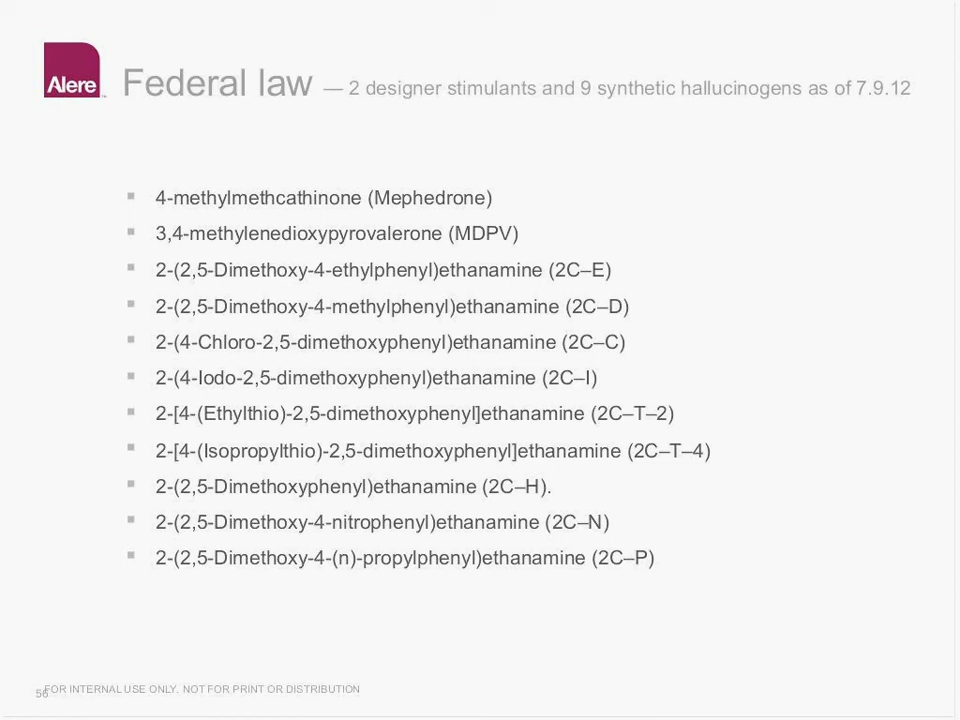 Alere
Federal law — 2 designer stimulants and 9 synthetic hallucinogens as of 7.9.12
▪ 4-methylmethcathinone (Mephedrone)
▪ 3,4-methylenedioxypyrovalerone (MDPV)
▪ 2-(2,5-Dimethoxy-4-ethylphenyl)ethanamine (2C–E)
▪ 2-(2,5-Dimethoxy-4-methylphenyl)ethanamine (2C–D)
▪ 2-(4-Chloro-2,5-dimethoxyphenyl)ethanamine (2C–C)
▪ 2-(4-Iodo-2,5-dimethoxyphenyl)ethanamine (2C–I)
▪ 2-[4-(Ethylthio)-2,5-dimethoxyphenyl]ethanamine (2C–T–2)
▪ 2-[4-(Isopropylthio)-2,5-dimethoxyphenyl]ethanamine (2C–T–4)
▪ 2-(2,5-Dimethoxyphenyl)ethanamine (2C–H).
▪ 2-(2,5-Dimethoxy-4-nitrophenyl)ethanamine (2C–N)
▪ 2-(2,5-Dimethoxy-4-(n)-propylphenyl)ethanamine (2C–P)
56 FOR INTERNAL USE ONLY. NOT FOR PRINT OR DISTRIBUTION